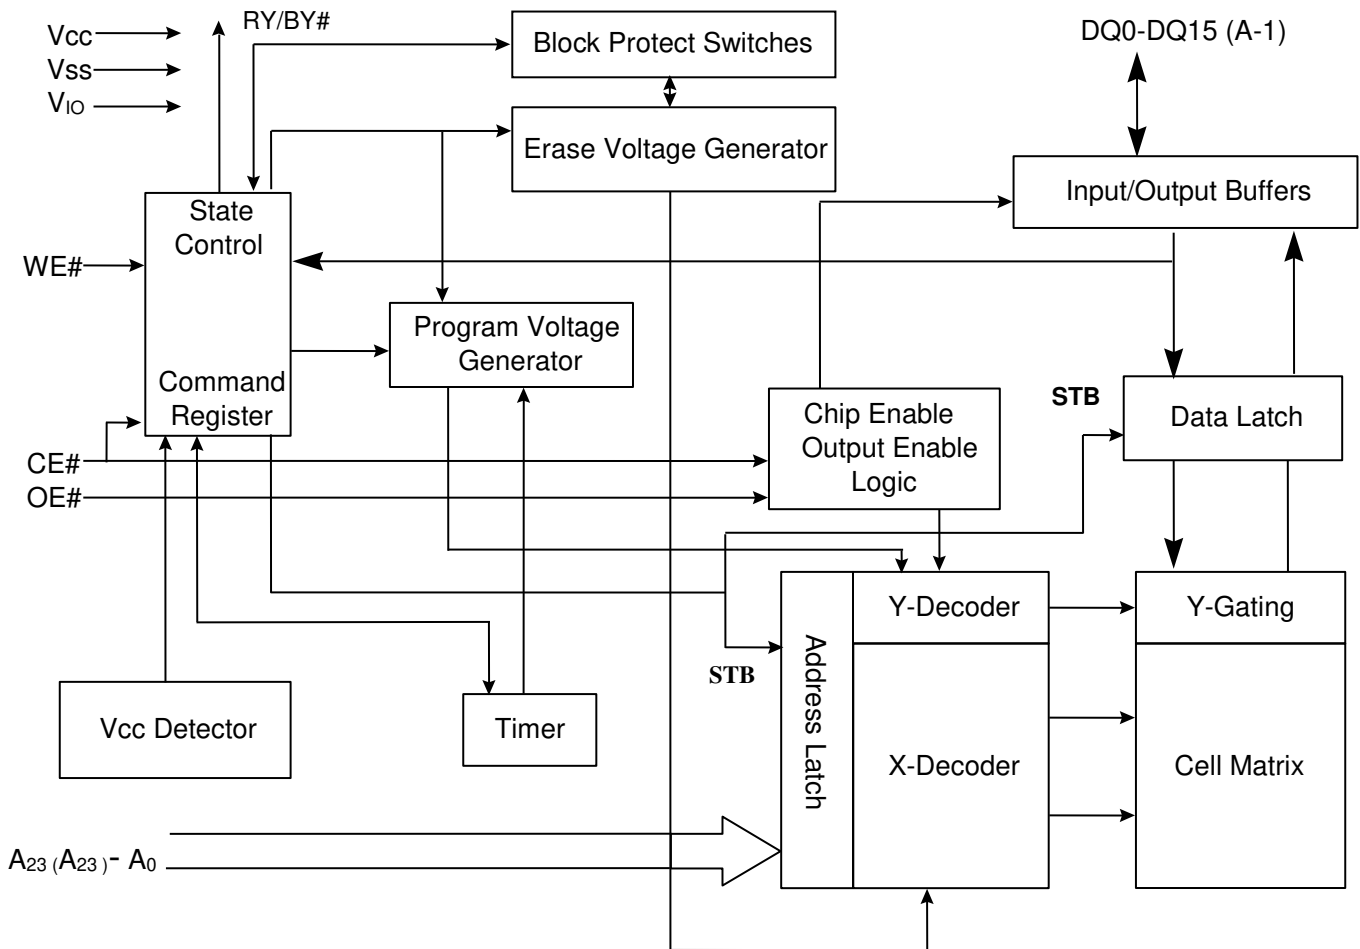 Vcc
Vss
VIO
RY/BY#
Block Protect Switches
DQ0-DQ15 (A-1)
Erase Voltage Generator
Input/Output Buffers
State
Control
WE#
Program Voltage
Generator
Command
Register
STB
Chip Enable
Output Enable
Logic
Data Latch
CE#
OE#
Y-Decoder
Y-Gating
Address Latch
STB
Vcc Detector
Timer
X-Decoder
Cell Matrix
A23 (A23 )- A0